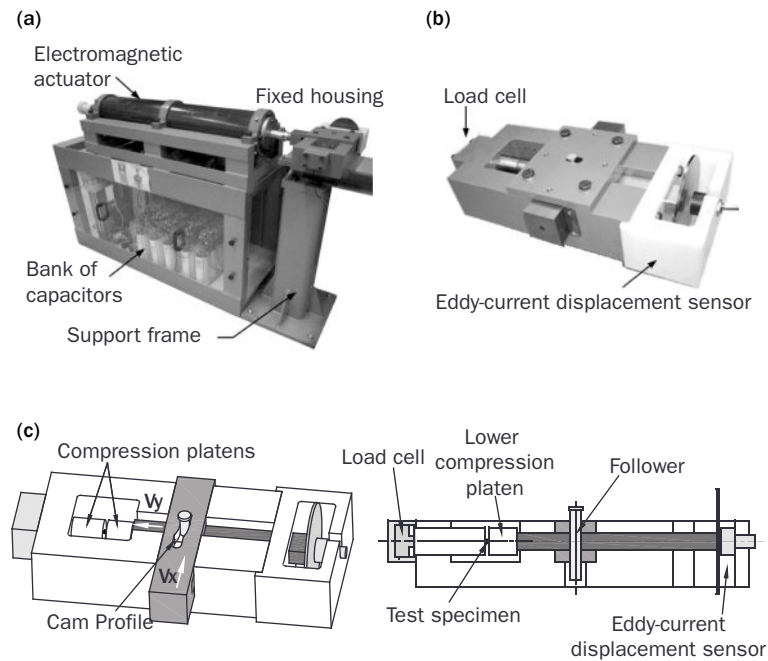 (a)
Electromagnetic
actuator
Fixed housing
Bank of
capacitors
Support frame
(b)
Load cell
Eddy-current displacement sensor
(c)
Compression platens
Vy
Vx
Cam Profile
Load cell
Lower
compression
platen
Follower
Test specimen
Eddy-current
displacement sensor